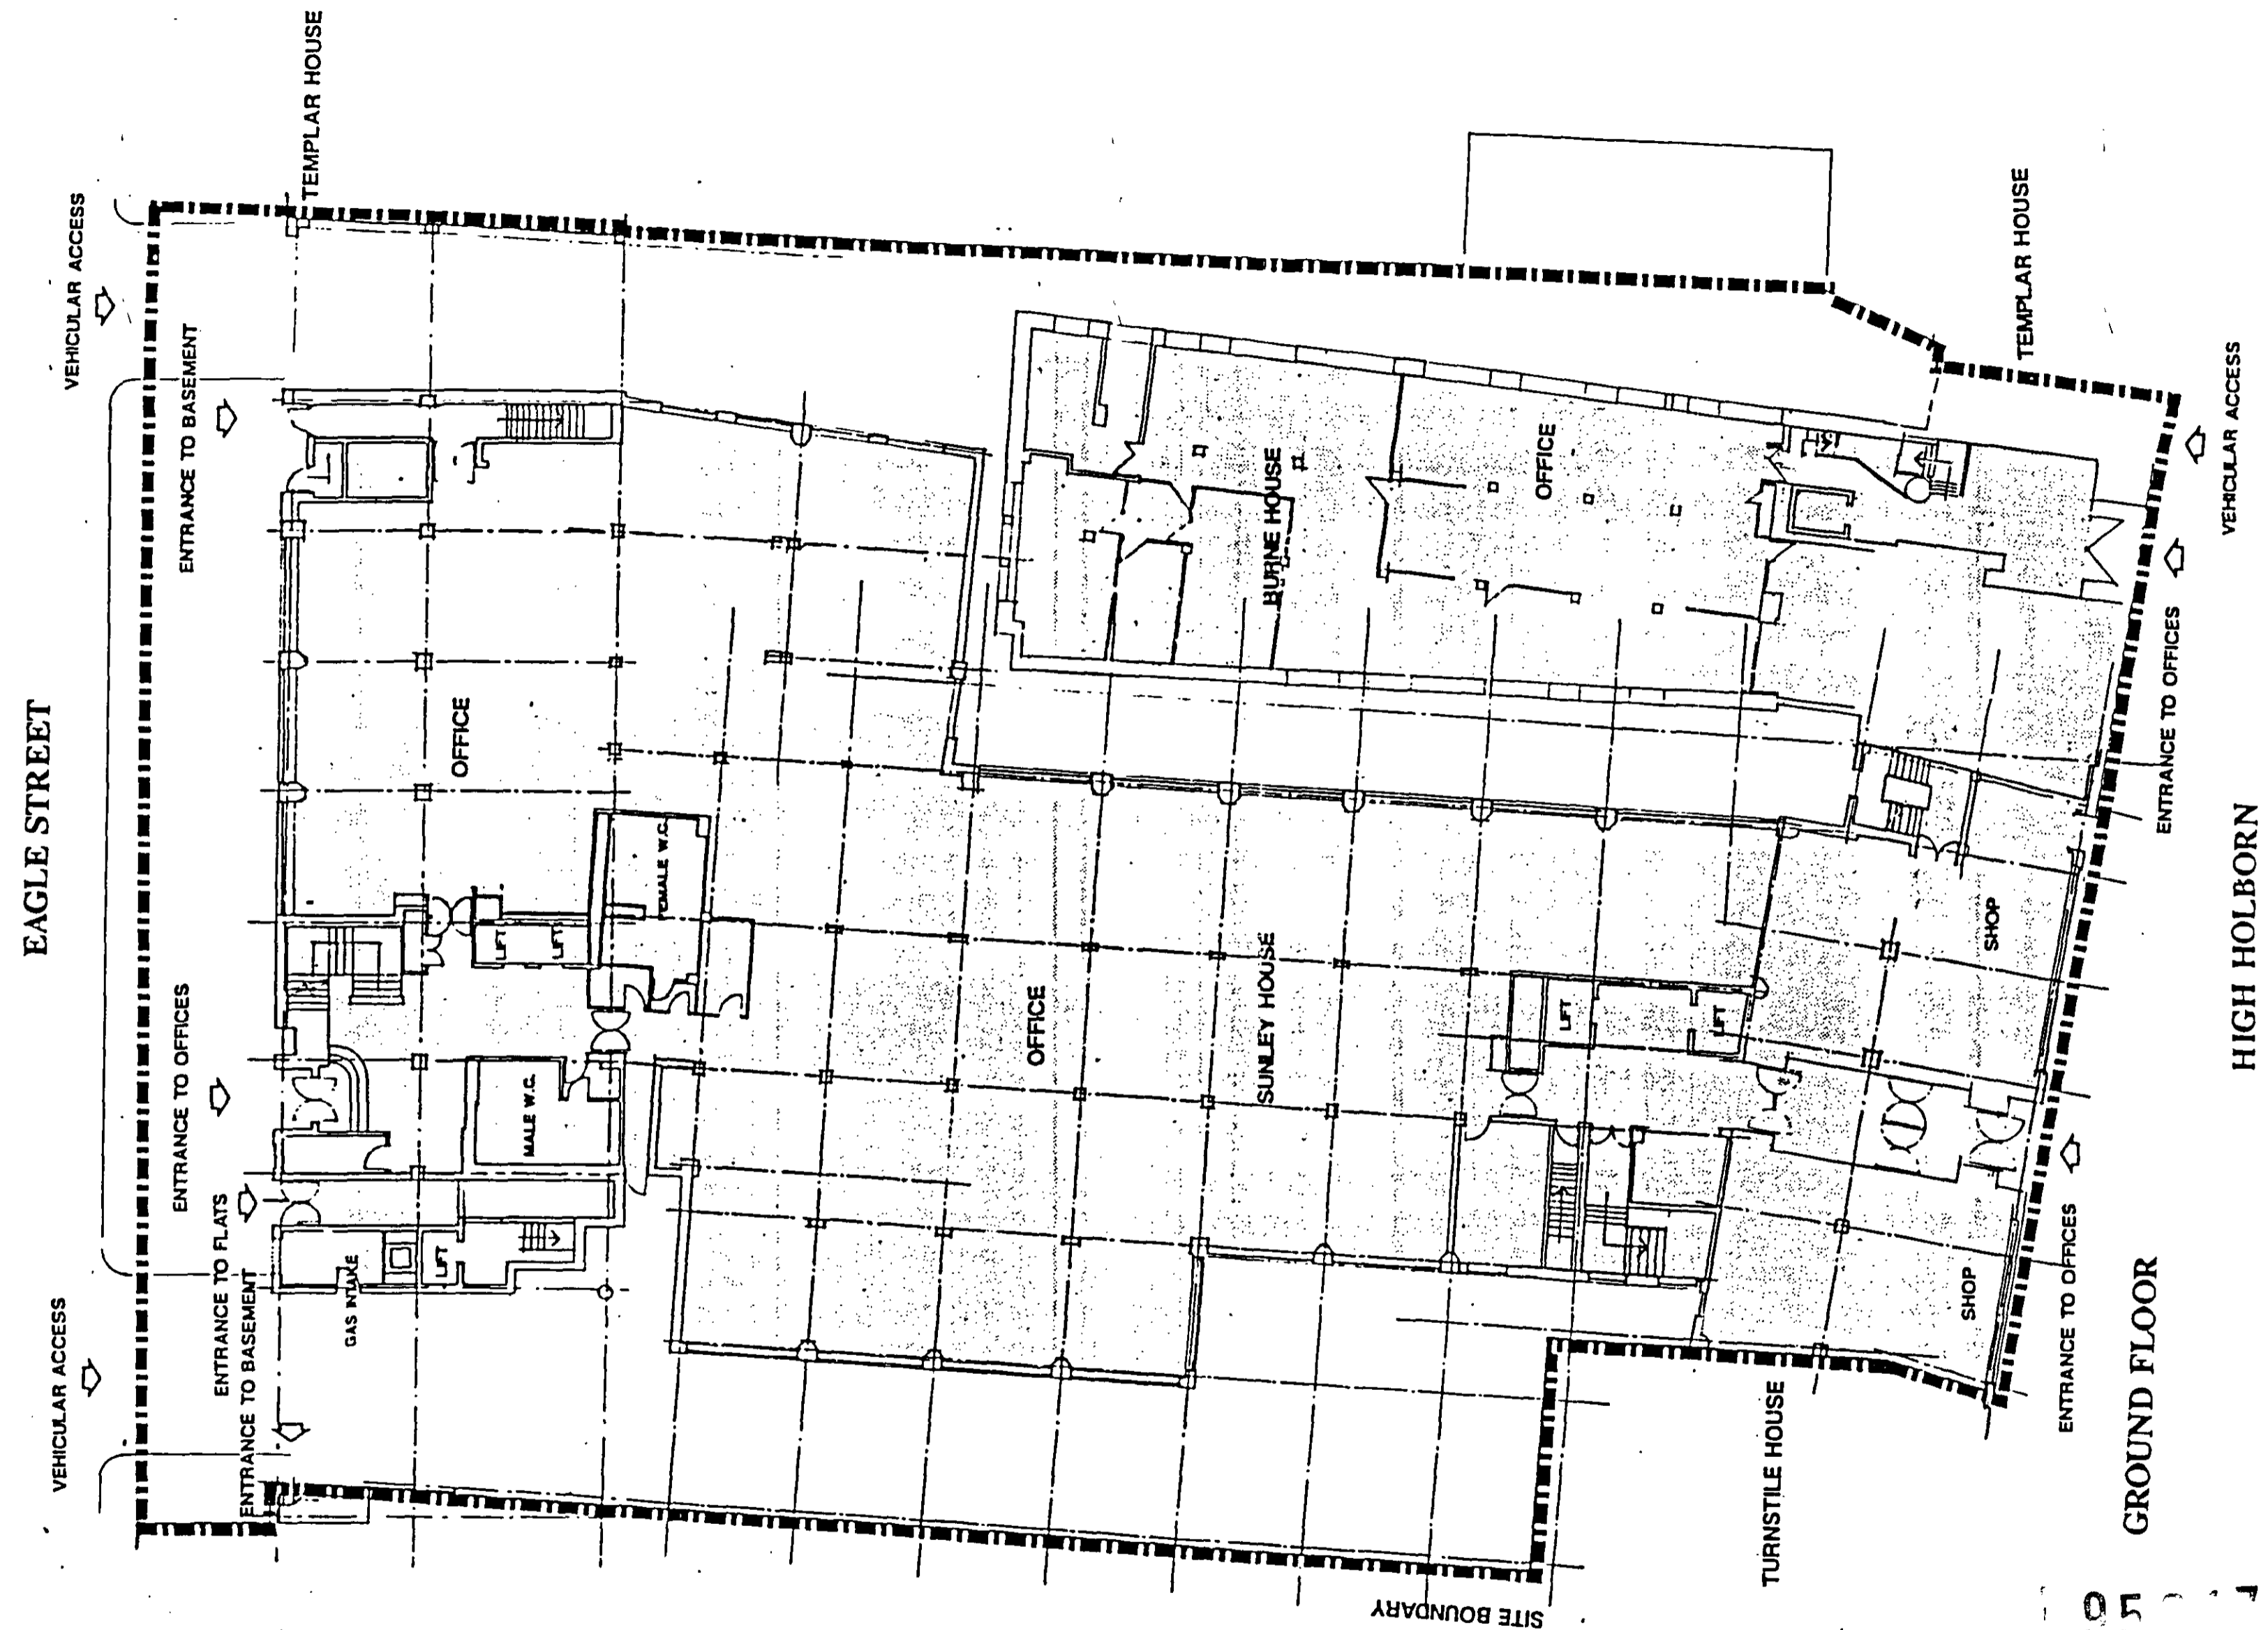 EAGLE STREET
VEHICULAR ACCESS
VEHICULAR ACCESS
ENTRANCE TO BASEMENT
ENTRANCE TO OFFICES
ENTRANCE TO FLATS
ENTRANCE TO BASEMENT
TEMPLAR HOUSE
GAS INTAKE
LIFT
MALE W.C.
LIFT
LIFT
FEMALE W.C.
OFFICE
OFFICE
SUNLEY HOUSE
BURNE HOUSE
OFFICE
LIFT
LIFT
SHOP
SHOP
TEMPLAR HOUSE
TURNSTILE HOUSE
SITE BOUNDARY
ENTRANCE TO OFFICES
ENTRANCE TO OFFICES
VEHICULAR ACCESS
GROUND FLOOR
HIGH HOLBORN